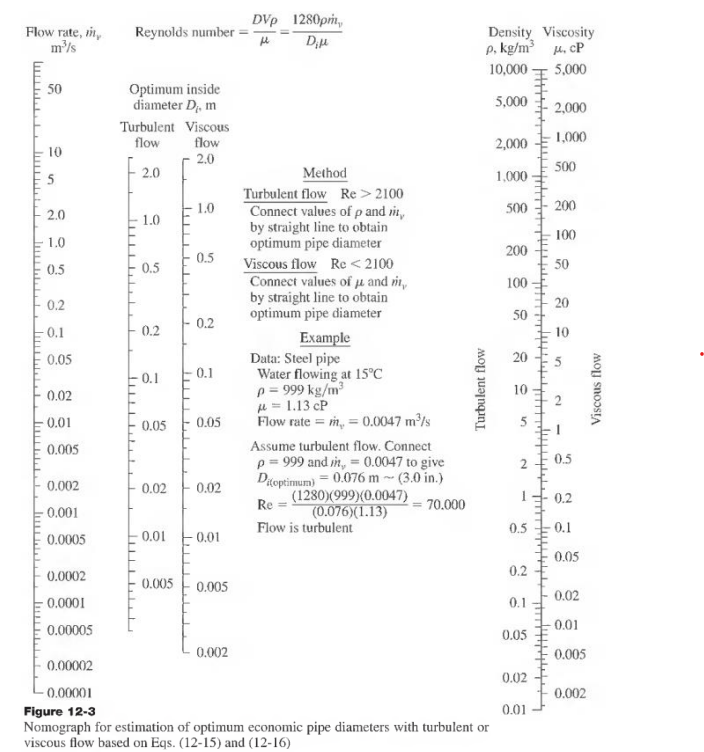 Flow rate, ṁᵥ
m³/s
Reynolds number = DVρ/μ = 1280ρṁᵥ/Dᵢμ
Density Viscosity
ρ, kg/m³ μ, cP
Optimum inside
diameter Dᵢ, m
Turbulent Viscous
flow flow
50
10
5
2.0
1.0
0.5
0.2
0.1
0.05
0.02
0.01
0.005
0.002
0.001
0.0005
0.0002
0.0001
0.00005
0.00002
0.00001
2.0
1.0
0.5
0.2
0.1
0.05
0.02
0.01
0.005
2.0
1.0
0.5
0.2
0.1
0.05
0.02
0.01
0.005
0.002
Method
Turbulent flow Re > 2100
Connect values of ρ and ṁᵥ
by straight line to obtain
optimum pipe diameter
Viscous flow Re < 2100
Connect values of μ and ṁᵥ
by straight line to obtain
optimum pipe diameter
Example
Data: Steel pipe
Water flowing at 15°C
ρ = 999 kg/m³
μ = 1.13 cP
Flow rate = ṁᵥ = 0.0047 m³/s
Assume turbulent flow. Connect
ρ = 999 and ṁᵥ = 0.0047 to give
Dᵢ(optimum) = 0.076 m ~ (3.0 in.)
Re = (1280)(999)(0.0047)/(0.076)(1.13) = 70.000
Flow is turbulent
Turbulent flow
10,000
5,000
2,000
1,000
500
200
100
50
20
10
5
2
1
0.5
0.2
0.1
0.05
0.02
0.01
5,000
2,000
1,000
500
200
100
50
20
10
5
2
1
0.5
0.2
0.1
0.05
0.02
0.01
0.005
0.002
Viscous flow
Figure 12-3
Nomograph for estimation of optimum economic pipe diameters with turbulent or
viscous flow based on Eqs. (12-15) and (12-16)